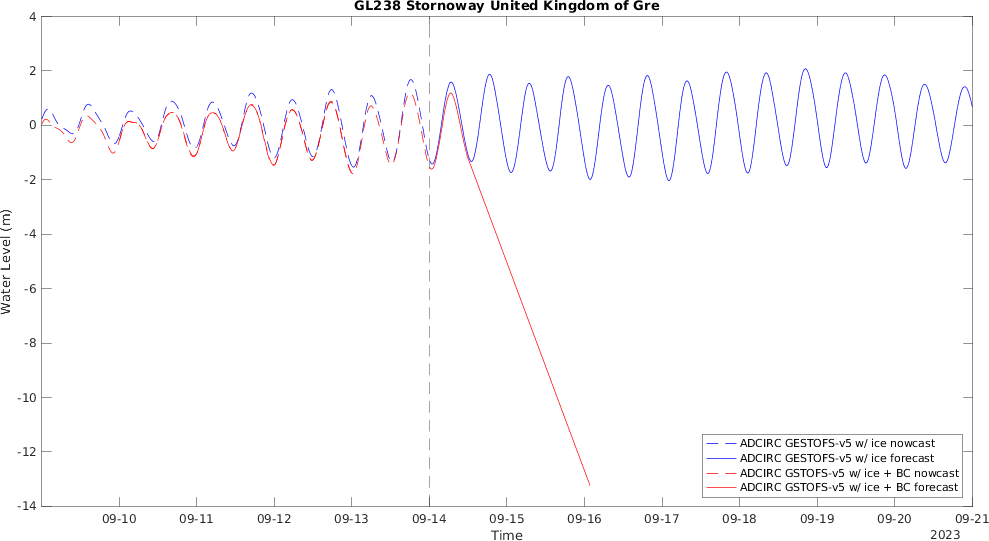 GL238 Stornoway United Kingdom of Gre
Water Level (m)
4
2
0
-2
-4
-6
-8
-10
-12
-14
ADCIRC GESTOFS-v5 w/ ice nowcast
ADCIRC GESTOFS-v5 w/ ice forecast
ADCIRC GSTOFS-v5 w/ ice + BC nowcast
ADCIRC GSTOFS-v5 w/ ice + BC forecast
09-10 09-11 09-12 09-13 09-14 09-15 09-16 09-17 09-18 09-19 09-20 09-21
Time
2023